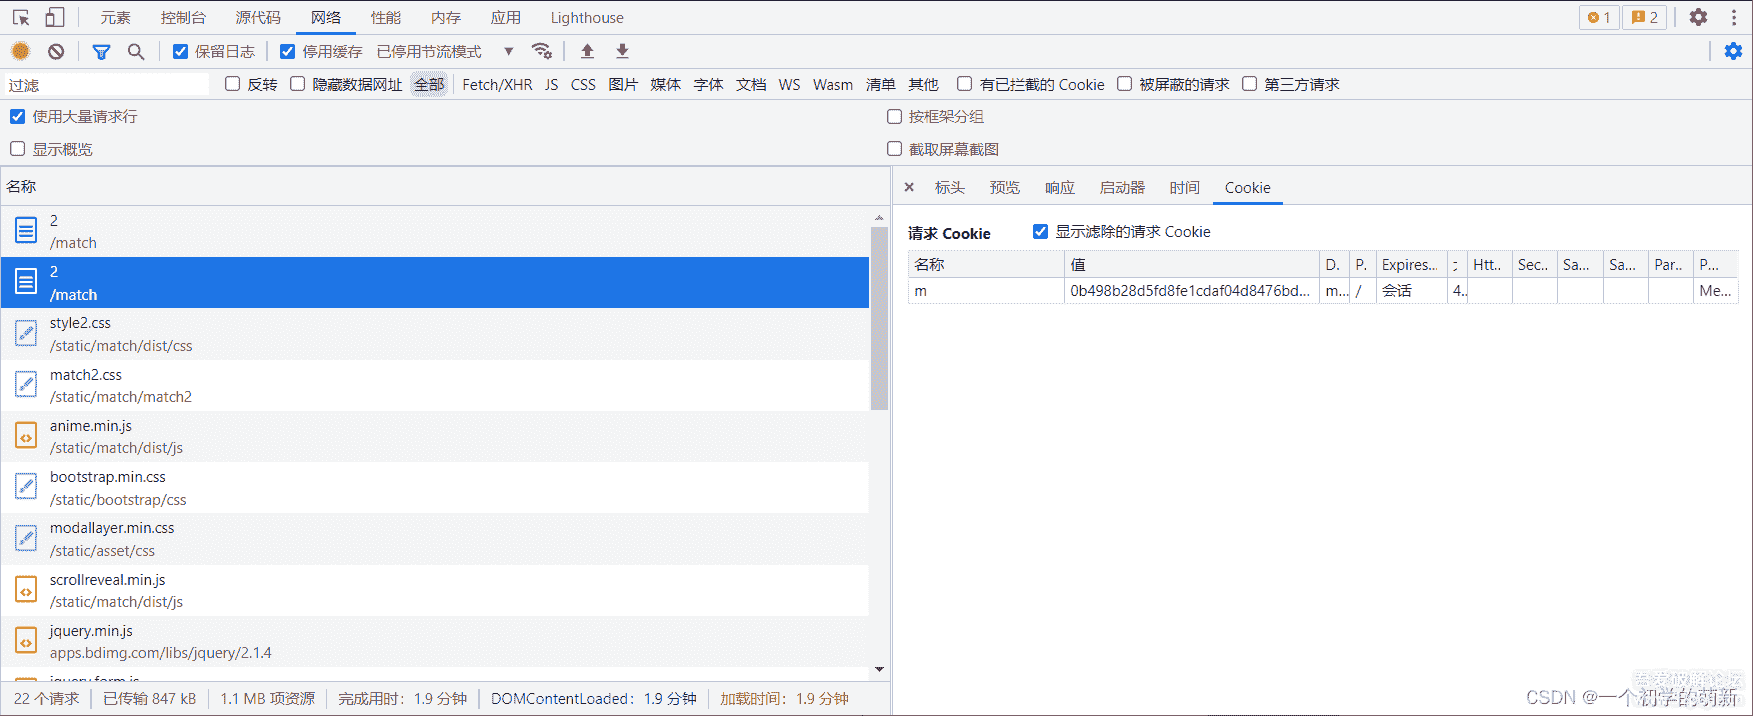 元素 控制台 源代码 网络 性能 内存 应用 Lighthouse 1 2
保留日志 停用缓存 已停用节流模式
过滤 反转 隐藏数据网址 全部 Fetch/XHR JS CSS 图片 媒体 字体 文档 WS Wasm 清单 其他 有已拦截的 Cookie 被屏蔽的请求 第三方请求
使用大量请求行 按框架分组
显示概览 截取屏幕截图
名称
2
/match
2
/match
style2.css
/static/match/dist/css
match2.css
/static/match/match2
anime.min.js
/static/match/dist/js
bootstrap.min.css
/static/bootstrap/css
modallayer.min.css
/static/asset/css
scrollreveal.min.js
/static/match/dist/js
jquery.min.js
apps.bdimg.com/libs/jquery/2.1.4
jquery.form.js
22 个请求 已传输 847 kB 1.1 MB 项资源 完成用时：1.9 分钟 DOMContentLoaded：1.9 分钟 加载时间：1.9 分钟
× 标头 预览 响应 启动器 时间 Cookie
请求 Cookie 显示滤除的请求 Cookie
名称 值 D. P. Expires... Htt.. Sec.. Sa... Sa... Par.. P...
m 0b498b28d5fd8fe1cdaf04d8476bd... m... / 会话 4.. Me...
CSDN @一个初学的萌新